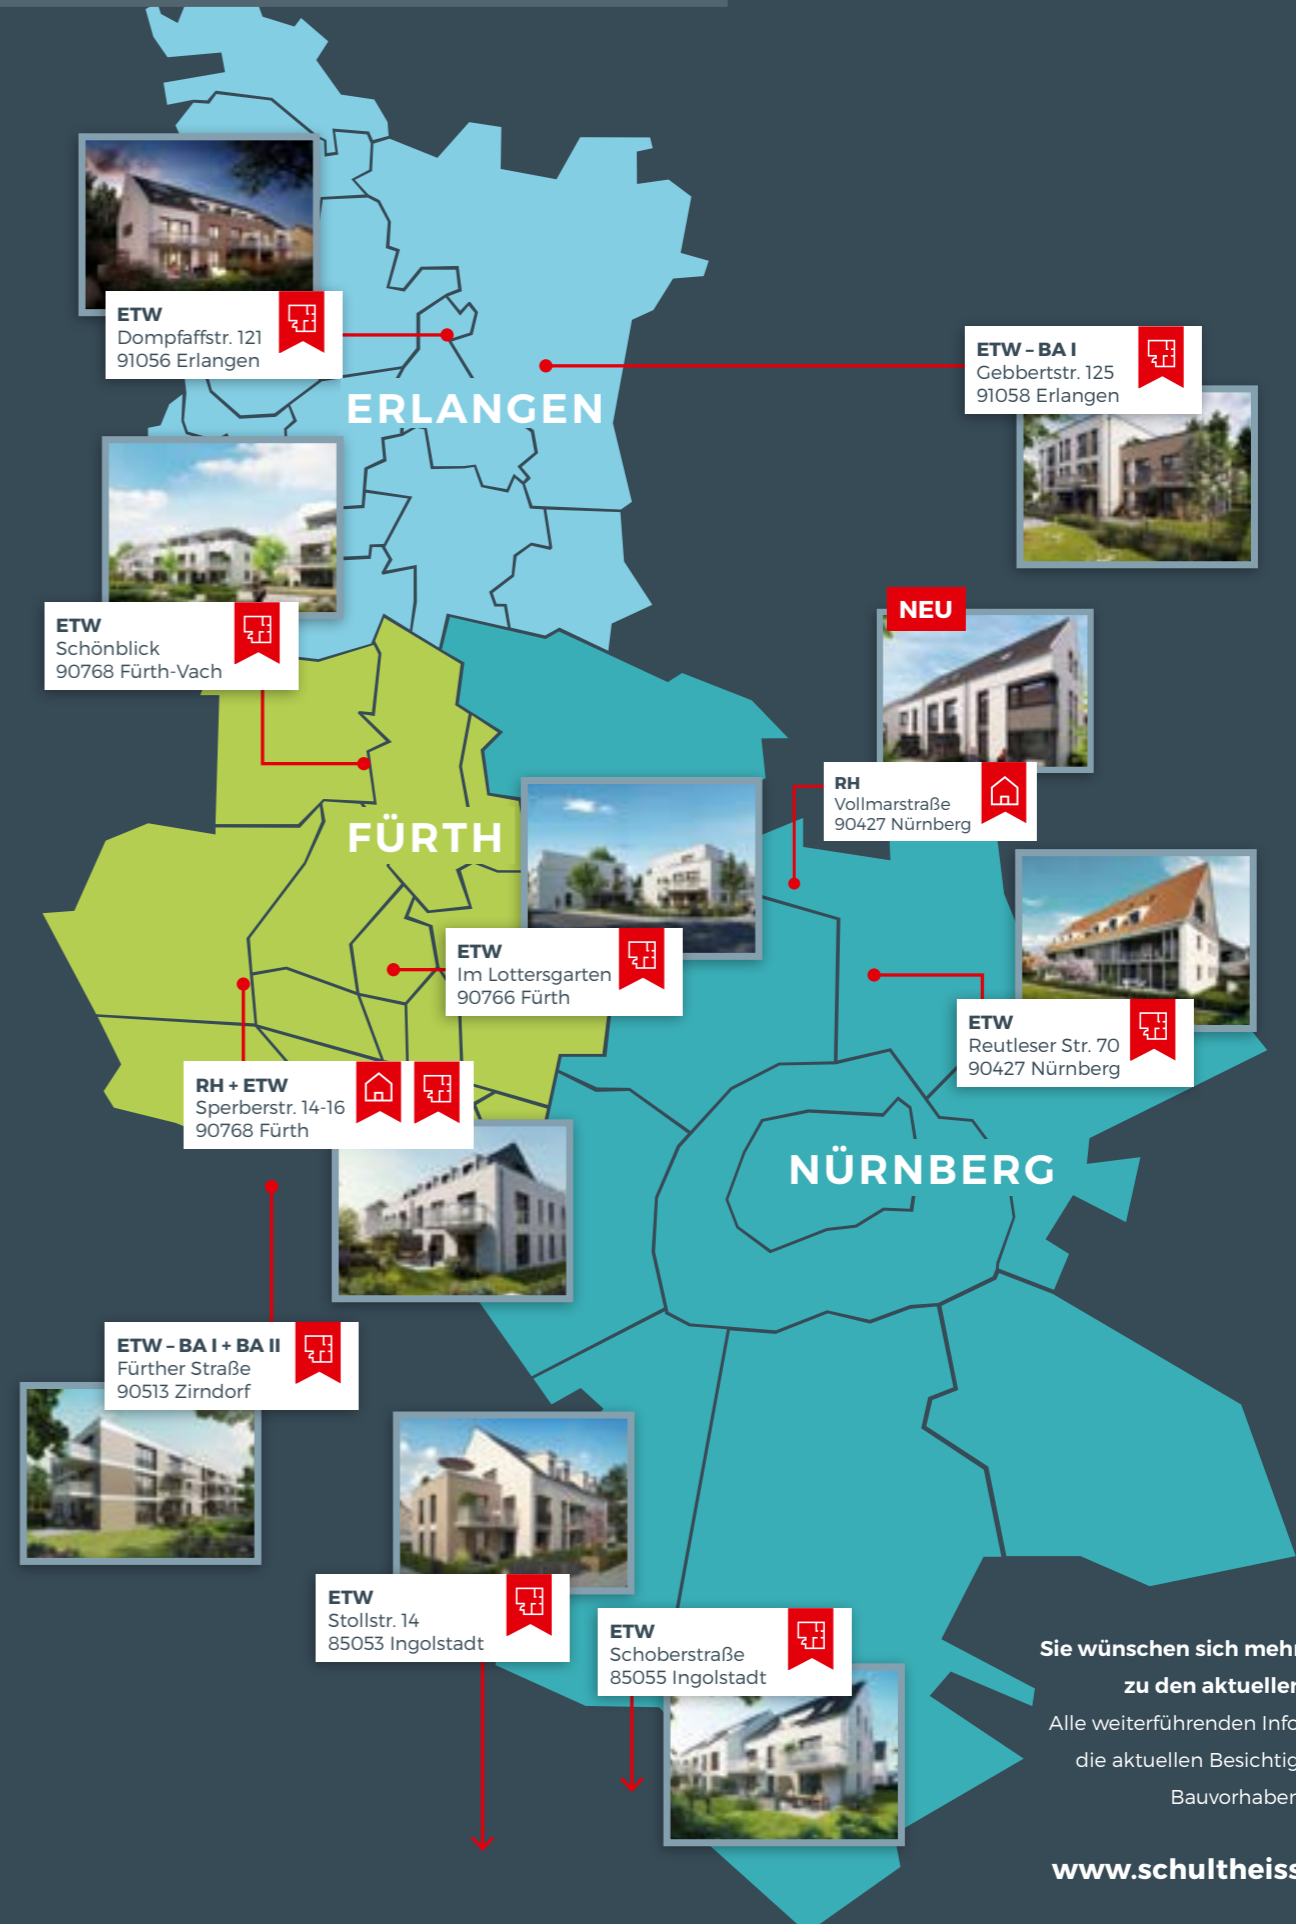 ETW
Dompfaffstr. 121
91056 Erlangen
ETW – BA I
Gebbertstr. 125
91058 Erlangen
ERLANGEN
ETW
Schönblick
90768 Fürth-Vach
NEU
RH
Vollmarstraße
90427 Nürnberg
FÜRTH
ETW
Im Lottersgarten
90766 Fürth
ETW
Reutleser Str. 70
90427 Nürnberg
RH + ETW
Sperberstr. 14-16
90768 Fürth
NÜRNBERG
ETW – BA I + BA II
Fürther Straße
90513 Zirndorf
ETW
Stollstr. 14
85053 Ingolstadt
ETW
Schoberstraße
85055 Ingolstadt
Sie wünschen sich mehr
zu den aktuellen
Alle weiterführenden Info
die aktuellen Besichtig
Bauvorhaben
www.schultheiss